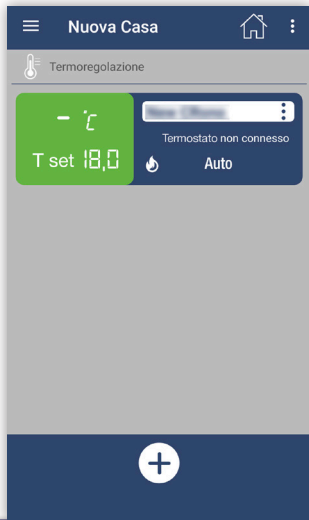 Nuova Casa
Termoregolazione
- °C
Termostato non connesso
T set 18,0
Auto